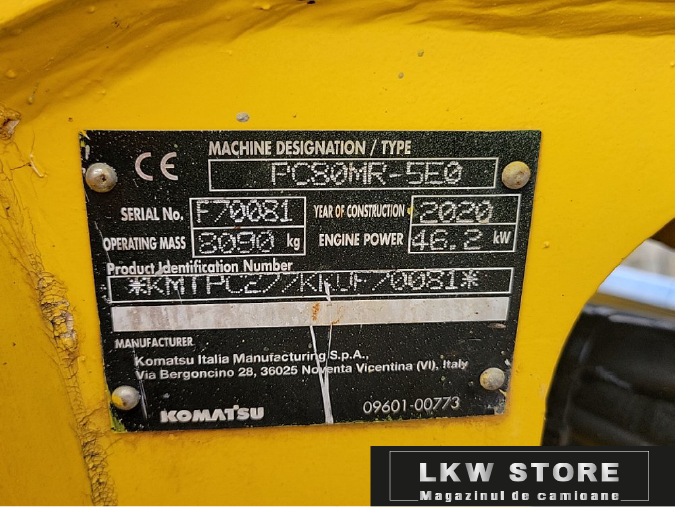 CE
MACHINE DESIGNATION / TYPE
PC80MR-5E0
SERIAL No. F70081 YEAR OF CONSTRUCTION 2020
OPERATING MASS 8090 kg ENGINE POWER 46.2 kW
Product Identification Number
MANUFACTURER
Komatsu Italia Manufacturing S.p.A.,
Via Bergoncino 28, 36025 Noventa Vicentina (VI), Italy
KOMATSU 09601-00773
LKW STORE
Magazinul de camioane